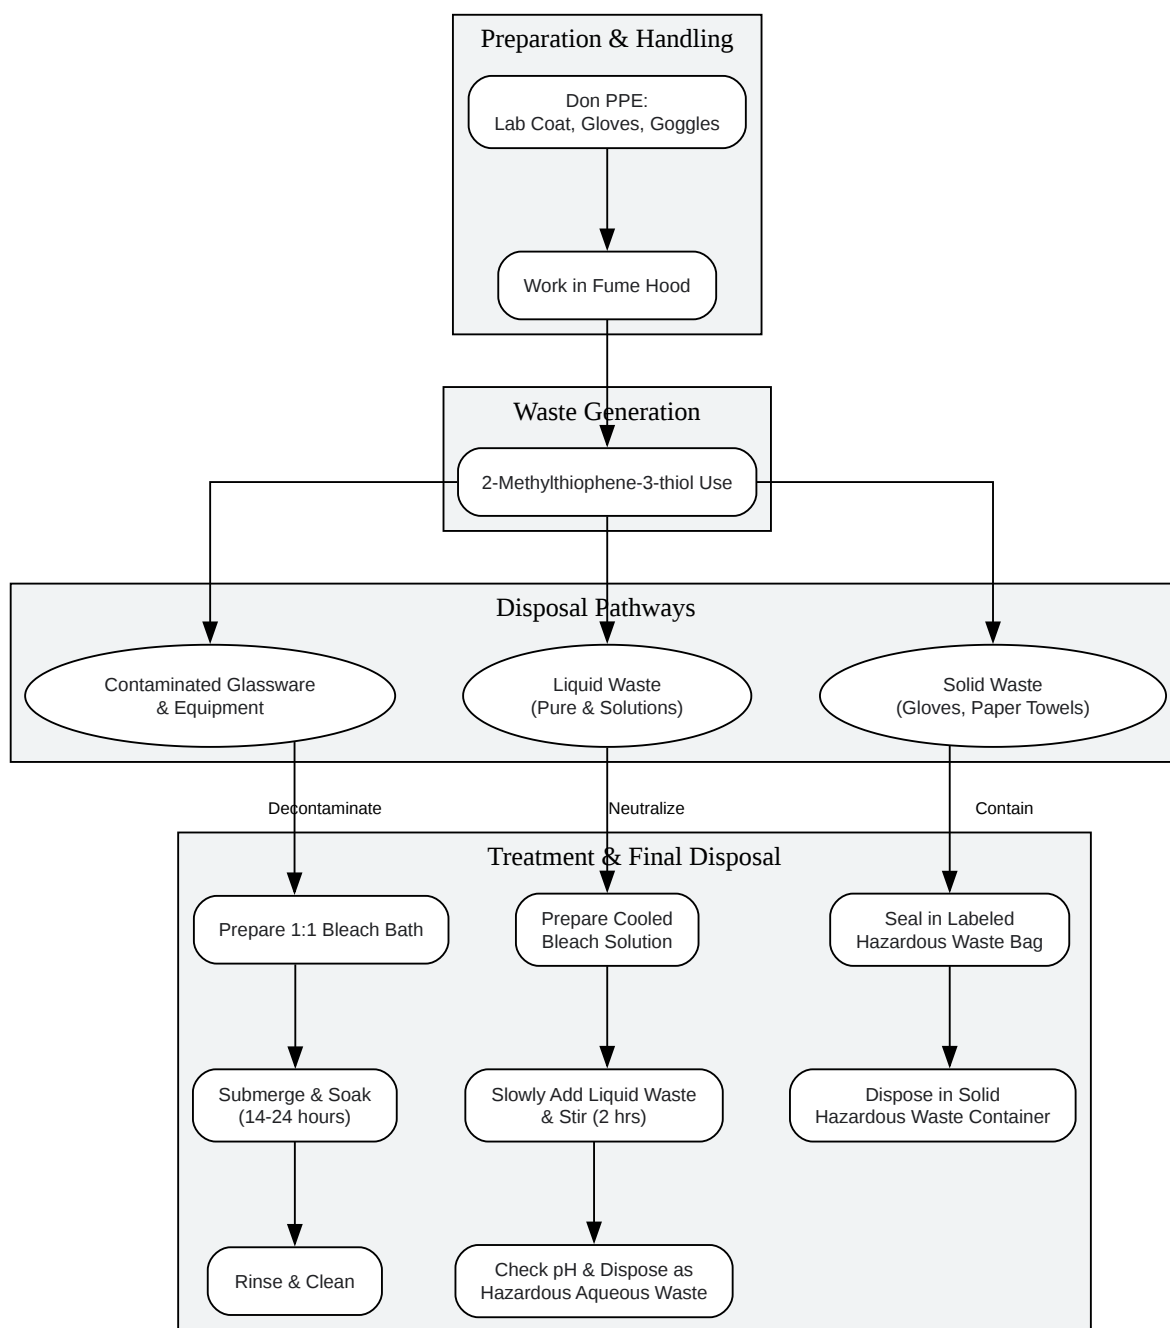 Preparation & Handling
Don PPE:
Lab Coat, Gloves, Goggles
Work in Fume Hood
Waste Generation
2-Methylthiophene-3-thiol Use
Disposal Pathways
Contaminated Glassware
& Equipment
Liquid Waste
(Pure & Solutions)
Solid Waste
(Gloves, Paper Towels)
Decontaminate
Neutralize
Contain
Treatment & Final Disposal
Prepare 1:1 Bleach Bath
Prepare Cooled
Bleach Solution
Seal in Labeled
Hazardous Waste Bag
Submerge & Soak
(14-24 hours)
Slowly Add Liquid Waste
& Stir (2 hrs)
Dispose in Solid
Hazardous Waste Container
Rinse & Clean
Check pH & Dispose as
Hazardous Aqueous Waste